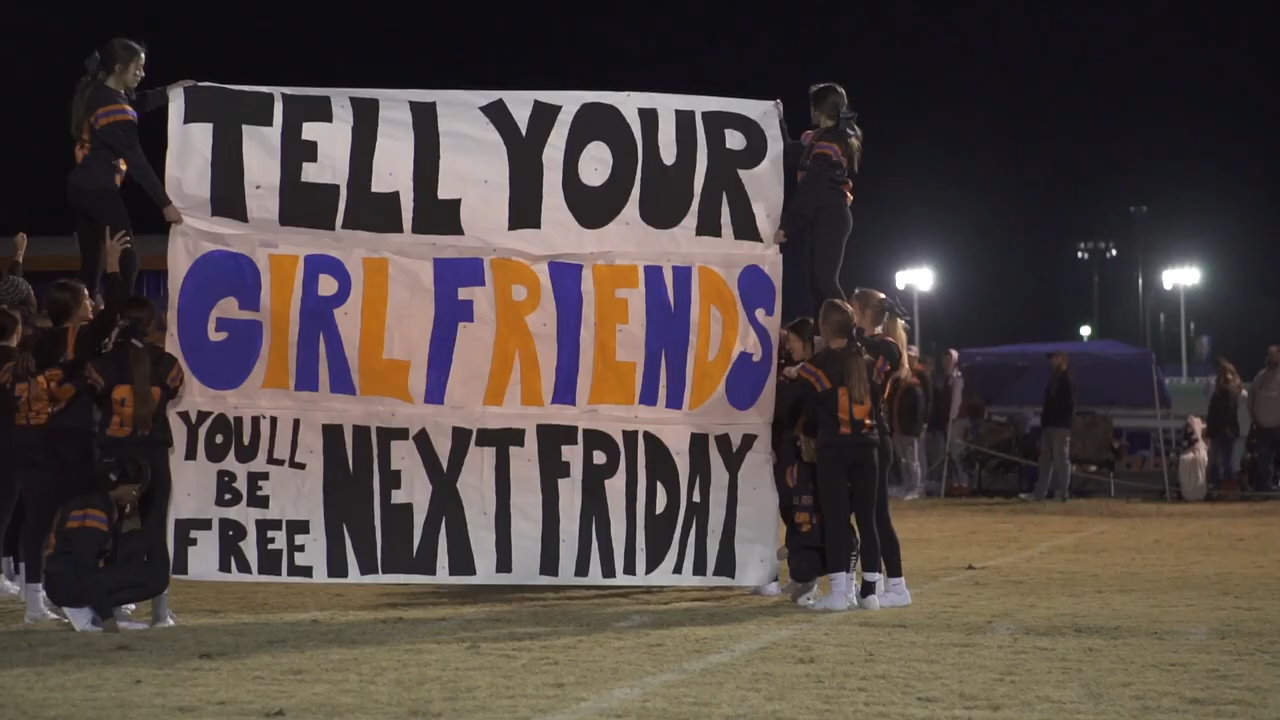 TELL YOUR
GIRLFRIENDS
YOU'LL
BE
FREE
NEXT FRIDAY